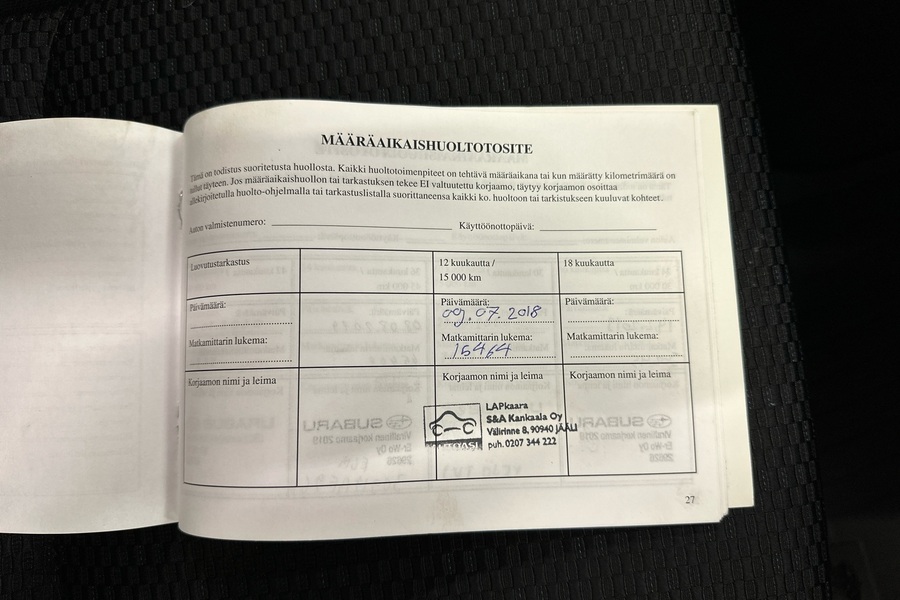 MÄÄRÄAIKAISHUOLTOTOSITE
Tämä on todistus suoritetusta huollosta. Kaikki huoltotoimenpiteet on tehtävä määräaikana tai kun määrätty kilometrimäärä on
tullut täyteen. Jos määräaikaishuollon tai tarkastuksen tekee EI valtuutettu korjaamo, täytyy korjaamon osoittaa
allekirjoitetulla huolto-ohjelmalla tai tarkastuslistalla suorittaneensa kaikki ko. huoltoon tai tarkistukseen kuuluvat kohteet.
Auton valmistenumero: Käyttöönottopäivä:
Luovutustarkastus
12 kuukautta /
15 000 km
18 kuukautta
Päivämäärä:
Päivämäärä:
09.07.2018
Päivämäärä:
Matkamittarin lukema:
Matkamittarin lukema:
15464
Matkamittarin lukema:
Korjaamon nimi ja leima
Korjaamon nimi ja leima
Korjaamon nimi ja leima
LAPkaara
S&A Kankaala Oy
Välirinne 8, 90940 JÄÄLI
puh. 0207 344 222
27